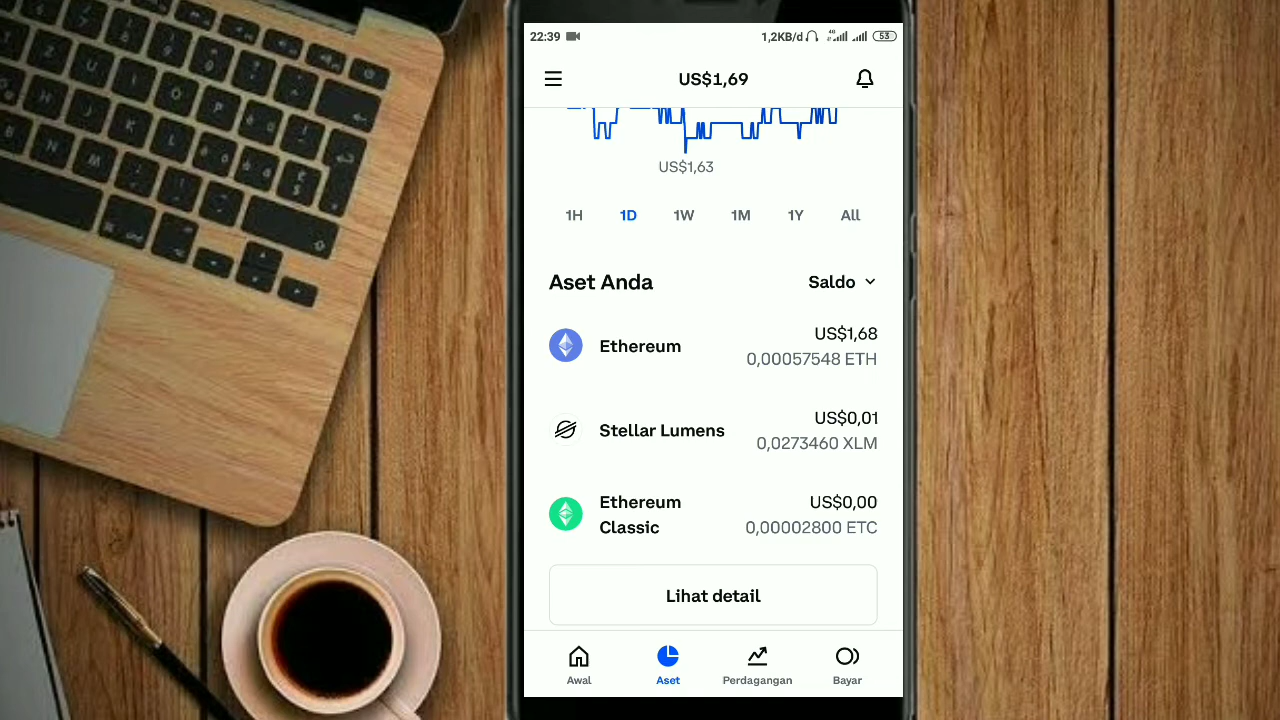 22:39
1,2KB/d
4G
53
US$1,69
US$1,63
1H 1D 1W 1M 1Y All
Aset Anda
Saldo
Ethereum
US$1,68
0,00057548 ETH
Stellar Lumens
US$0,01
0,0273460 XLM
Ethereum
Classic
US$0,00
0,00002800 ETC
Lihat detail
Awal
Aset
Perdagangan
Bayar